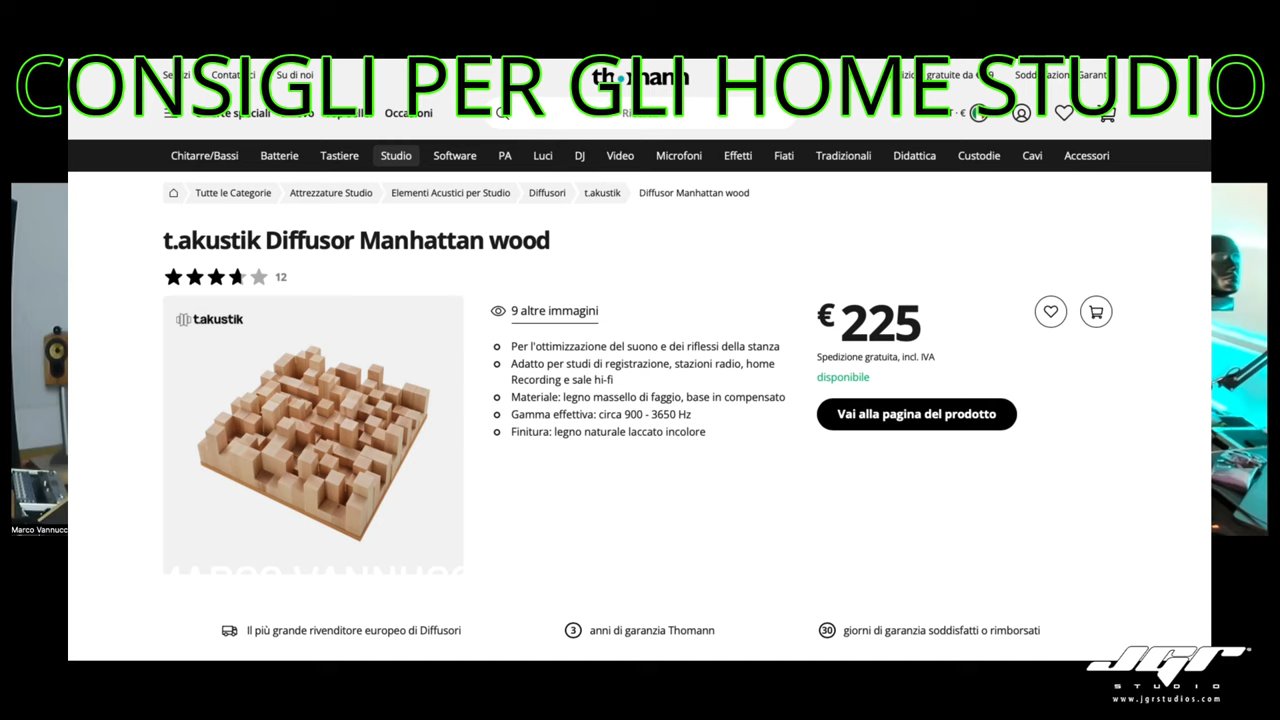 CONSIGLI PER GLI HOME STUDIO
Su di noi
thomann
Occasioni
Chitarre/Bassi Batterie Tastiere Studio Software PA Luci DJ Video Microfoni Effetti Fiati Tradizionali Didattica Custodie Cavi Accessori
Tutte le Categorie Attrezzature Studio Elementi Acustici per Studio Diffusori t.akustik Diffusor Manhattan wood
t.akustik Diffusor Manhattan wood
12
t.akustik
9 altre immagini
Per l'ottimizzazione del suono e dei riflessi della stanza
Adatto per studi di registrazione, stazioni radio, home
Recording e sale hi-fi
Materiale: legno massello di faggio, base in compensato
Gamma effettiva: circa 900 - 3650 Hz
Finitura: legno naturale laccato incolore
€ 225
Spedizione gratuita, incl. IVA
disponibile
Vai alla pagina del prodotto
Marco Vannucc
Il più grande rivenditore europeo di Diffusori
3 anni di garanzia Thomann
30 giorni di garanzia soddisfatti o rimborsati
JGR
STUDIO
www.jgrstudios.com